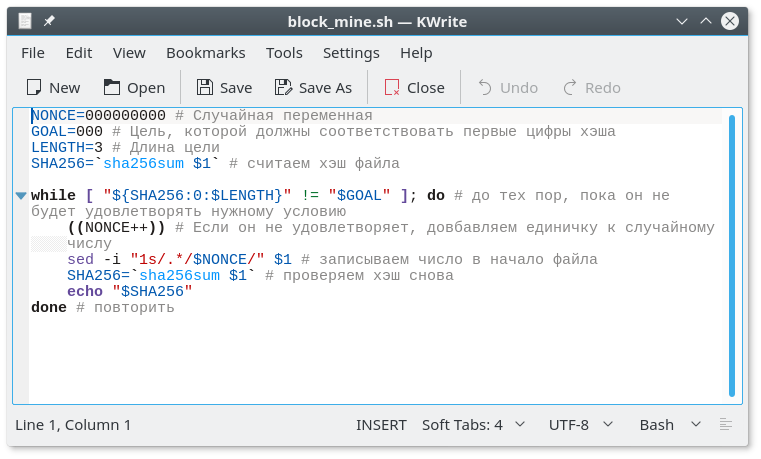 block_mine.sh — KWrite
File Edit View Bookmarks Tools Settings Help
New Open Save Save As Close Undo Redo
NONCE=000000000 # Случайная переменная
GOAL=000 # Цель, которой должны соответствовать первые цифры хэша
LENGTH=3 # Длина цели
SHA256=`sha256sum $1` # считаем хэш файла
while [ "${SHA256:0:$LENGTH}" != "$GOAL" ]; do # до тех пор, пока он не
будет удовлетворять нужному условию
((NONCE++)) # Если он не удовлетворяет, довбавляем единичку к случайному
числу
sed -i "1s/.*/$NONCE/" $1 # записываем число в начало файла
SHA256=`sha256sum $1` # проверяем хэш снова
echo "$SHA256"
done # повторить
Line 1, Column 1 INSERT Soft Tabs: 4 UTF-8 Bash